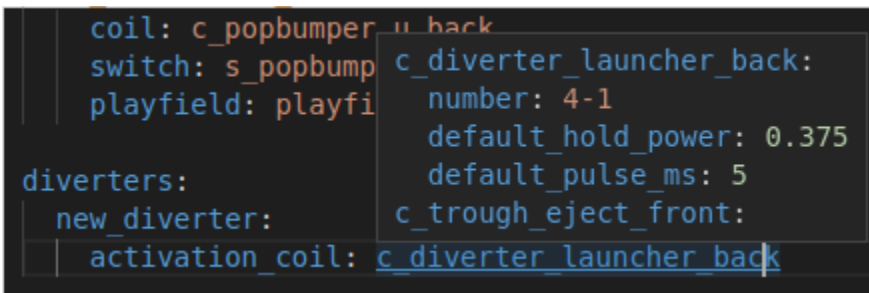 coil: c_popbumper_u_back
switch: s_popbump
playfield: playfi
c_diverter_launcher_back:
number: 4-1
default_hold_power: 0.375
default_pulse_ms: 5
c_trough_eject_front:
diverters:
new_diverter:
activation_coil: c_diverter_launcher_back